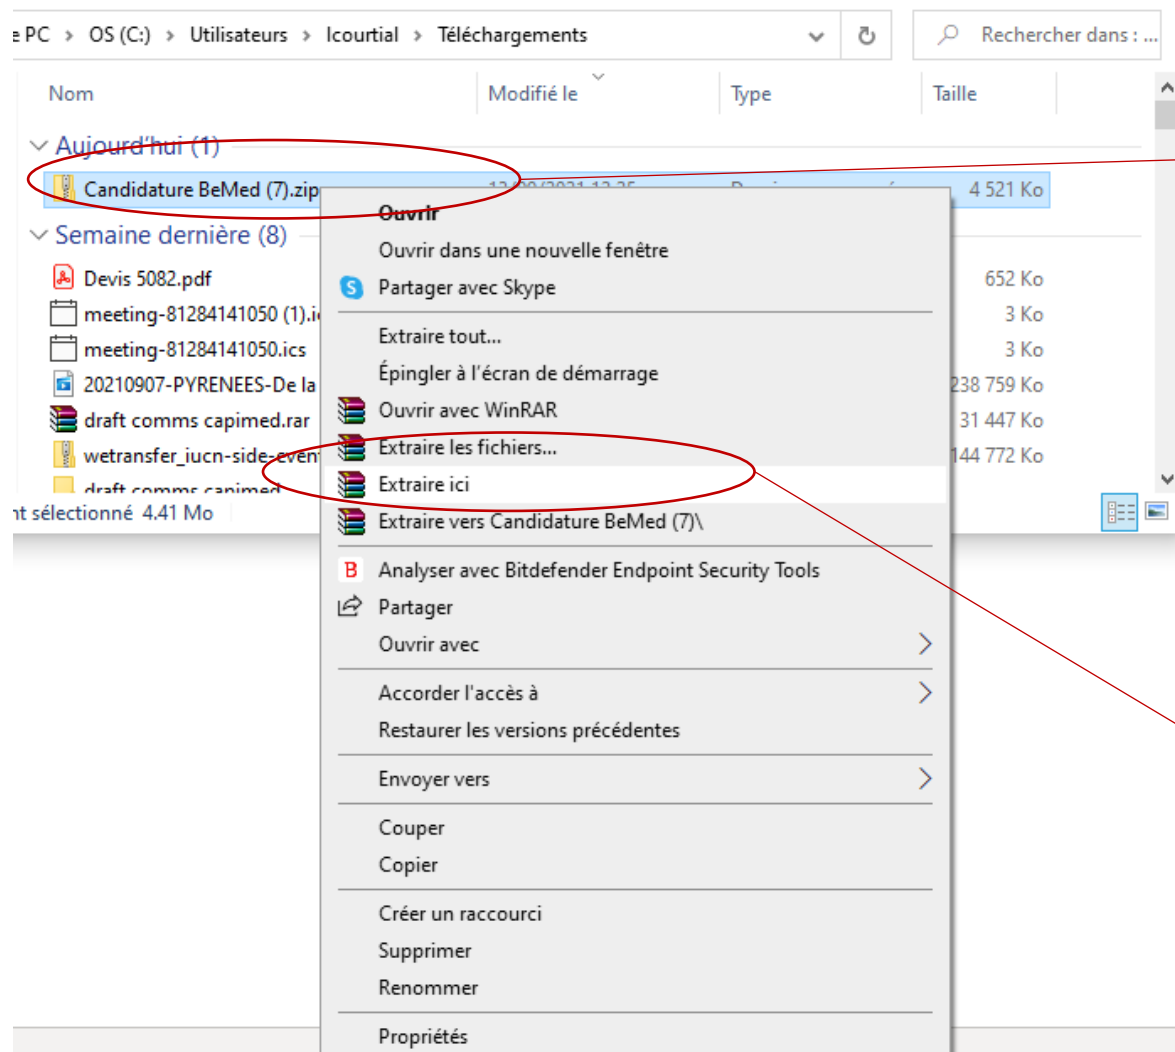 e PC > OS (C:) > Utilisateurs > lcourtial > Téléchargements
Rechercher dans : ...
Nom Modifié le Type Taille
Aujourd'hui (1)
Candidature BeMed (7).zip 4 521 Ko
Ouvrir
Semaine dernière (8)
Ouvrir dans une nouvelle fenêtre
Devis 5082.pdf 652 Ko
Partager avec Skype
meeting-81284141050 (1).i 3 Ko
Extraire tout...
meeting-81284141050.ics 3 Ko
Épingler à l'écran de démarrage
20210907-PYRENEES-De la 238 759 Ko
Ouvrir avec WinRAR
draft comms capimed.rar 31 447 Ko
Extraire les fichiers...
wetransfer_iucn-side-even 144 772 Ko
Extraire ici
draft comms capimed
nt sélectionné 4.41 Mo
Extraire vers Candidature BeMed (7)\
B Analyser avec Bitdefender Endpoint Security Tools
Partager
Ouvrir avec
Accorder l'accès à
Restaurer les versions précédentes
Envoyer vers
Couper
Copier
Créer un raccourci
Supprimer
Renommer
Propriétés